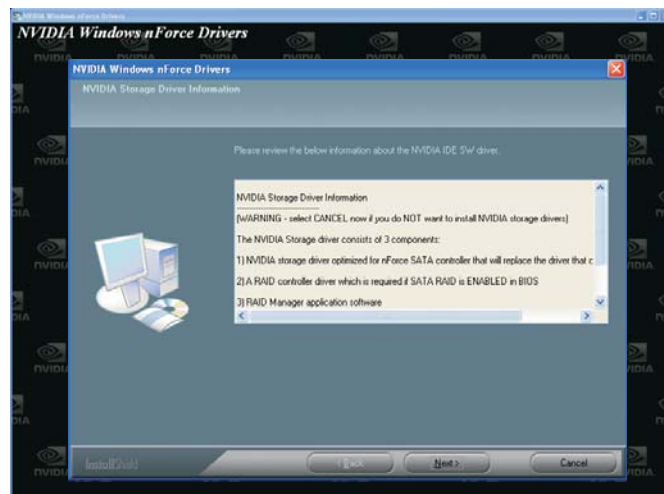 NVIDIA Windows nForce Drivers
NVIDIA Windows nForce Drivers
NVIDIA Windows nForce Drivers
NVIDIA Storage Driver Information
Please review the below information about the NVIDIA IDE SW driver.
NVIDIA Storage Driver Information
(WARNING - select CANCEL now if you do NOT want to install NVIDIA storage drivers)
The NVIDIA Storage driver consists of 3 components:
1) NVIDIA storage driver optimized for nForce SATA controller that will replace the driver that c
2) A RAID controller driver which is required if SATA RAID is ENABLED in BIOS
3) RAID Manager application software
InstallShield
< Back
Next >
Cancel